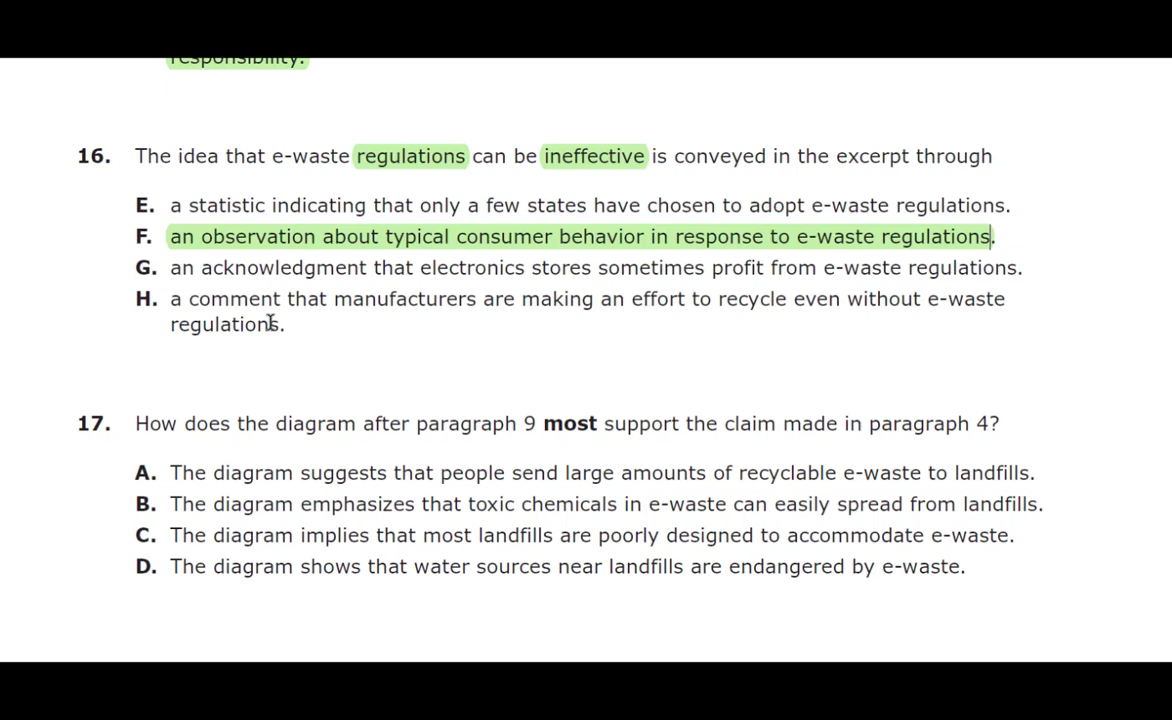 responsibility.
16. The idea that e-waste regulations can be ineffective is conveyed in the excerpt through
E. a statistic indicating that only a few states have chosen to adopt e-waste regulations.
F. an observation about typical consumer behavior in response to e-waste regulations.
G. an acknowledgment that electronics stores sometimes profit from e-waste regulations.
H. a comment that manufacturers are making an effort to recycle even without e-waste
regulations.
17. How does the diagram after paragraph 9 most support the claim made in paragraph 4?
A. The diagram suggests that people send large amounts of recyclable e-waste to landfills.
B. The diagram emphasizes that toxic chemicals in e-waste can easily spread from landfills.
C. The diagram implies that most landfills are poorly designed to accommodate e-waste.
D. The diagram shows that water sources near landfills are endangered by e-waste.